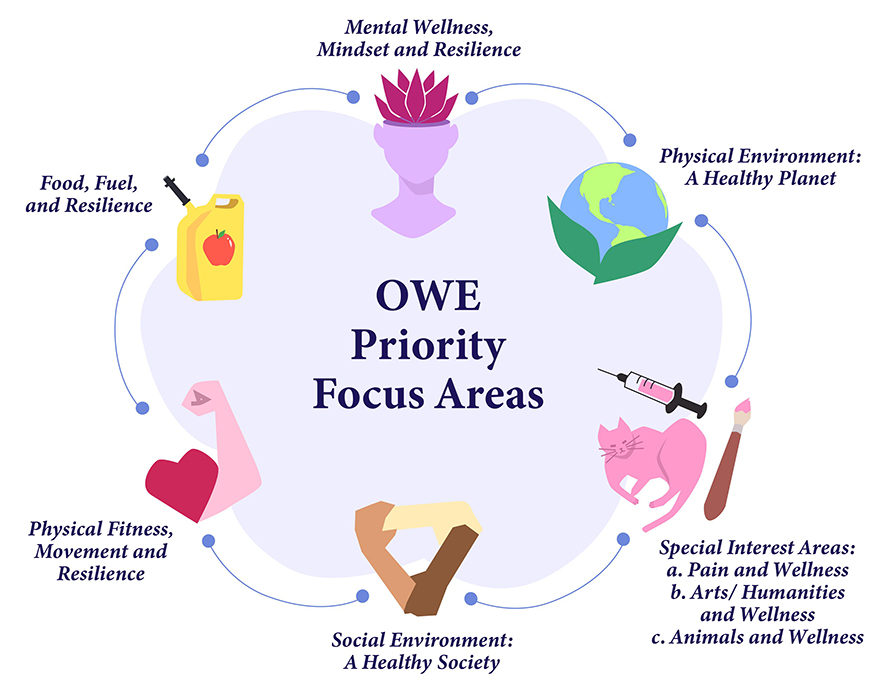 Mental Wellness,
Mindset and Resilience
Physical Environment:
A Healthy Planet
Food, Fuel,
and Resilience
OWE
Priority
Focus Areas
Physical Fitness,
Movement and
Resilience
Special Interest Areas:
a. Pain and Wellness
b. Arts/ Humanities
and Wellness
c. Animals and Wellness
Social Environment:
A Healthy Society